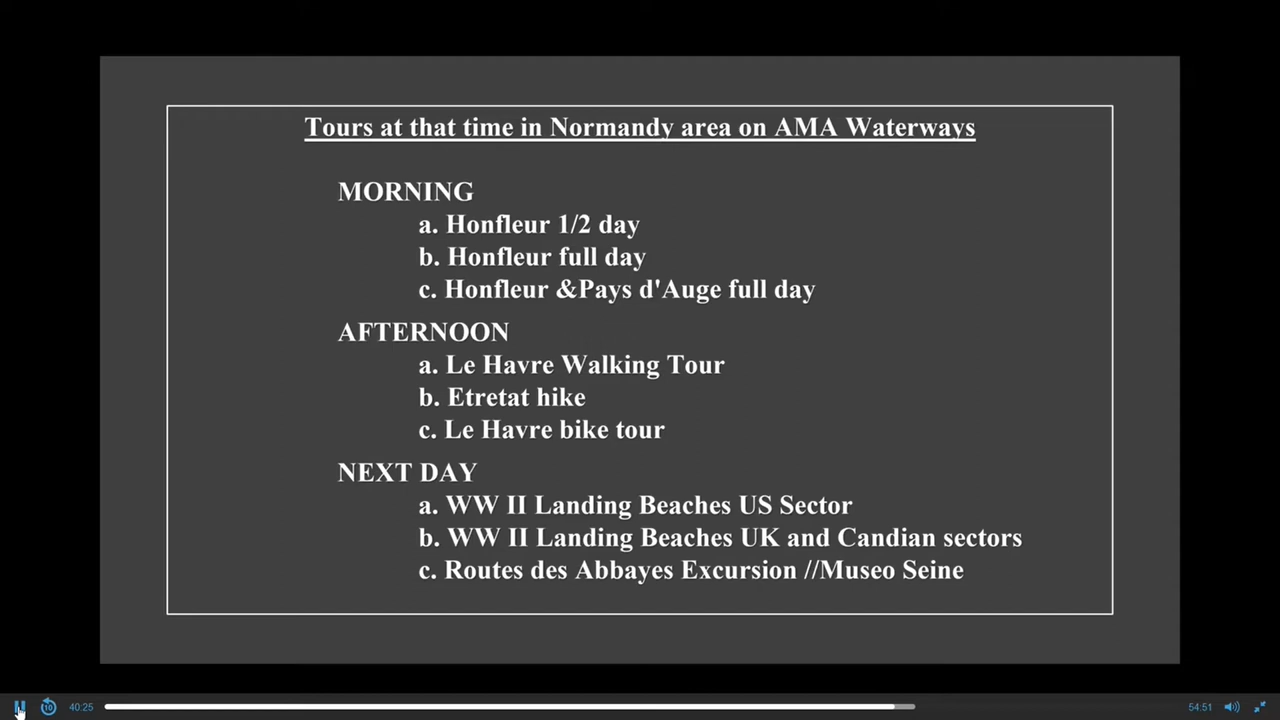 Tours at that time in Normandy area on AMA Waterways
MORNING
a. Honfleur 1/2 day
b. Honfleur full day
c. Honfleur &Pays d'Auge full day
AFTERNOON
a. Le Havre Walking Tour
b. Etretat hike
c. Le Havre bike tour
NEXT DAY
a. WW II Landing Beaches US Sector
b. WW II Landing Beaches UK and Candian sectors
c. Routes des Abbayes Excursion //Museo Seine
10 40:25 54:51